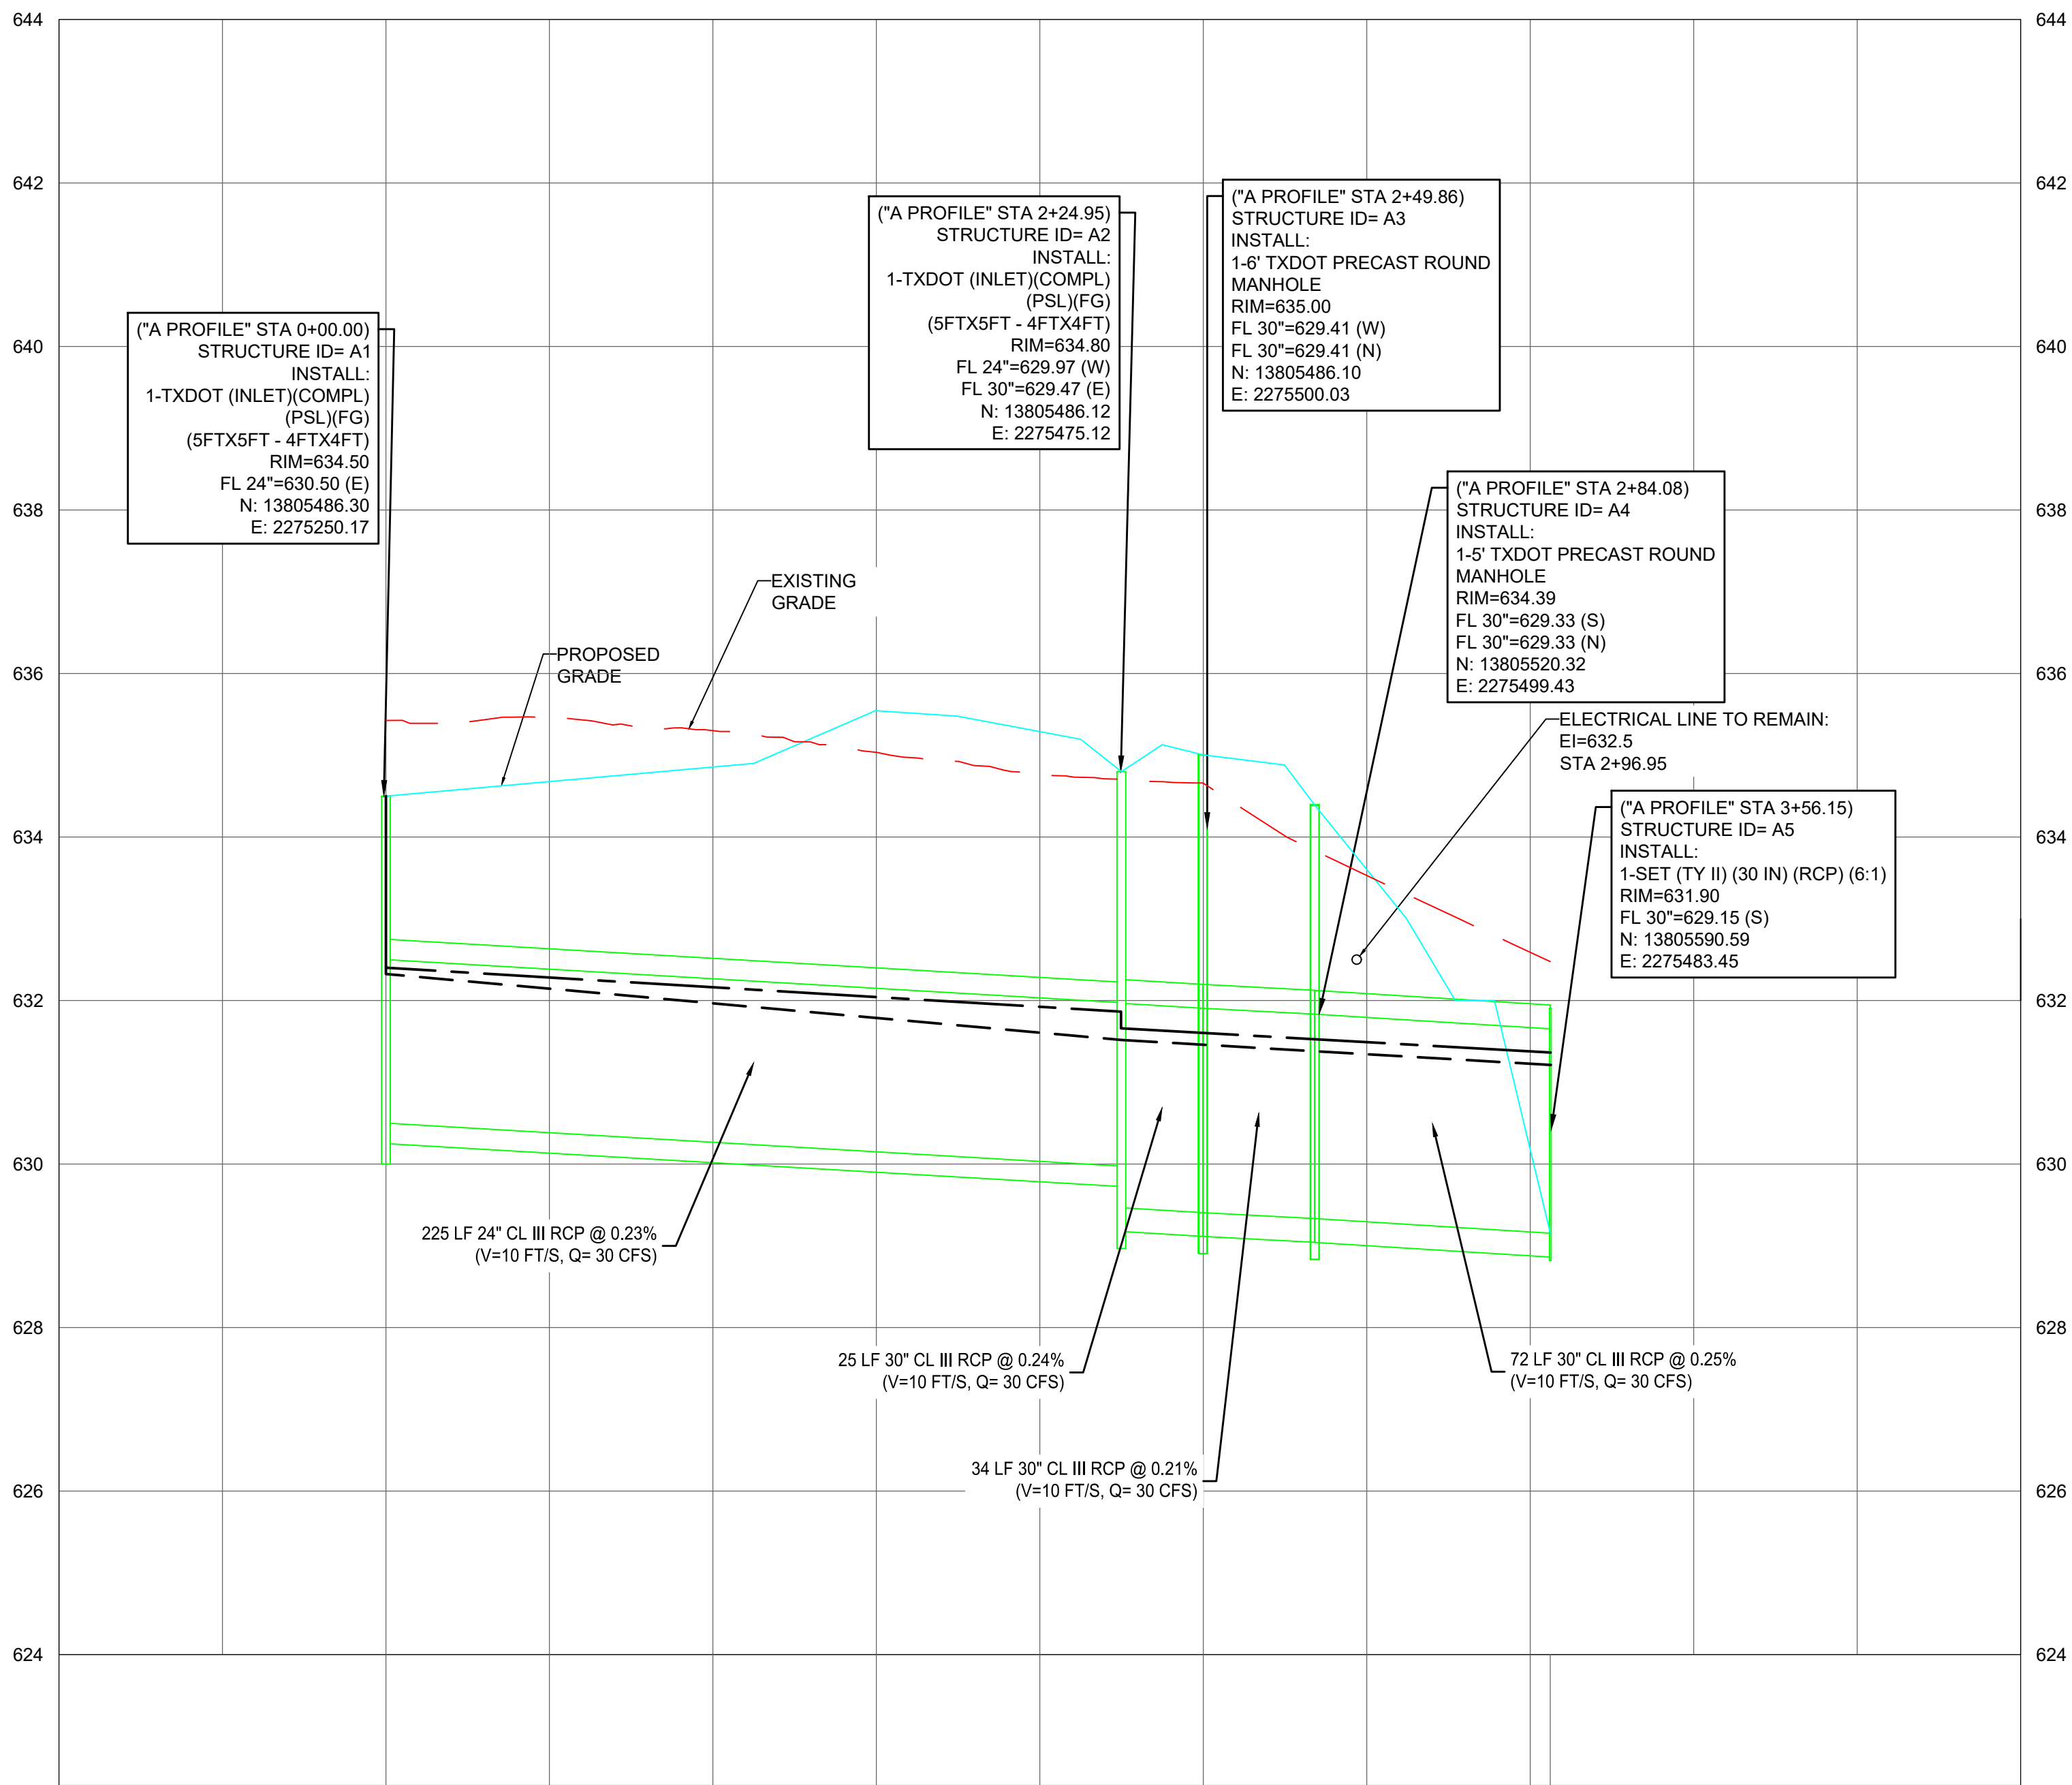 644
644
642
642
("A PROFILE" STA 2+24.95)
STRUCTURE ID= A2
INSTALL:
1-TXDOT (INLET)(COMPL)
(PSL)(FG)
(5FTX5FT - 4FTX4FT)
RIM=634.80
FL 24"=629.97 (W)
FL 30"=629.47 (E)
N: 13805486.12
E: 2275475.12
("A PROFILE" STA 2+49.86)
STRUCTURE ID= A3
INSTALL:
1-6' TXDOT PRECAST ROUND
MANHOLE
RIM=635.00
FL 30"=629.41 (W)
FL 30"=629.41 (N)
N: 13805486.10
E: 2275500.03
("A PROFILE" STA 0+00.00)
STRUCTURE ID= A1
INSTALL:
1-TXDOT (INLET)(COMPL)
(PSL)(FG)
(5FTX5FT - 4FTX4FT)
RIM=634.50
FL 24"=630.50 (E)
N: 13805486.30
E: 2275250.17
640
640
("A PROFILE" STA 2+84.08)
STRUCTURE ID= A4
INSTALL:
1-5' TXDOT PRECAST ROUND
MANHOLE
RIM=634.39
FL 30"=629.33 (S)
FL 30"=629.33 (N)
N: 13805520.32
E: 2275499.43
638
638
EXISTING
GRADE
PROPOSED
GRADE
636
636
ELECTRICAL LINE TO REMAIN:
EI=632.5
STA 2+96.95
("A PROFILE" STA 3+56.15)
STRUCTURE ID= A5
INSTALL:
1-SET (TY II) (30 IN) (RCP) (6:1)
RIM=631.90
FL 30"=629.15 (S)
N: 13805590.59
E: 2275483.45
634
634
632
632
630
630
225 LF 24" CL III RCP @ 0.23%
(V=10 FT/S, Q= 30 CFS)
628
628
25 LF 30" CL III RCP @ 0.24%
(V=10 FT/S, Q= 30 CFS)
72 LF 30" CL III RCP @ 0.25%
(V=10 FT/S, Q= 30 CFS)
34 LF 30" CL III RCP @ 0.21%
(V=10 FT/S, Q= 30 CFS)
626
626
624
624